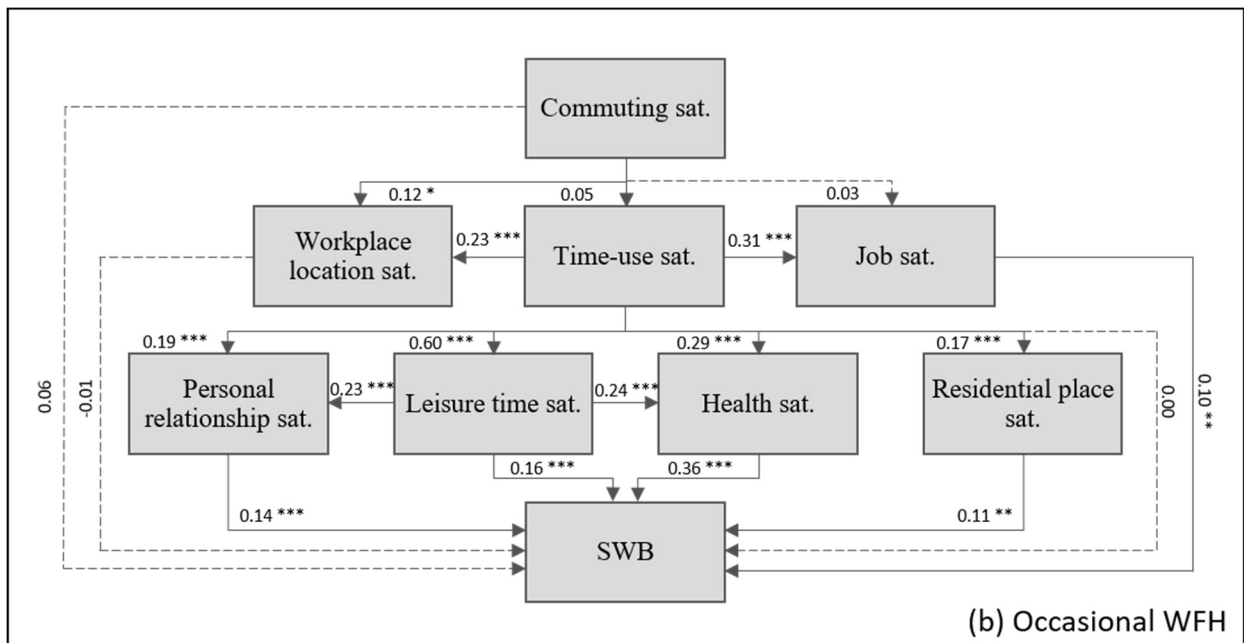 Commuting sat.
0.12 *
0.05
0.03
Workplace
location sat.
0.23 ***
Time-use sat.
0.31 ***
Job sat.
0.19 ***
0.60 ***
0.29 ***
0.17 ***
Personal
relationship sat.
0.23 ***
Leisure time sat.
0.24 ***
Health sat.
Residential place
sat.
0.06
-0.01
0.00
0.10 **
0.16 ***
0.36 ***
0.14 ***
0.11 **
SWB
(b) Occasional WFH